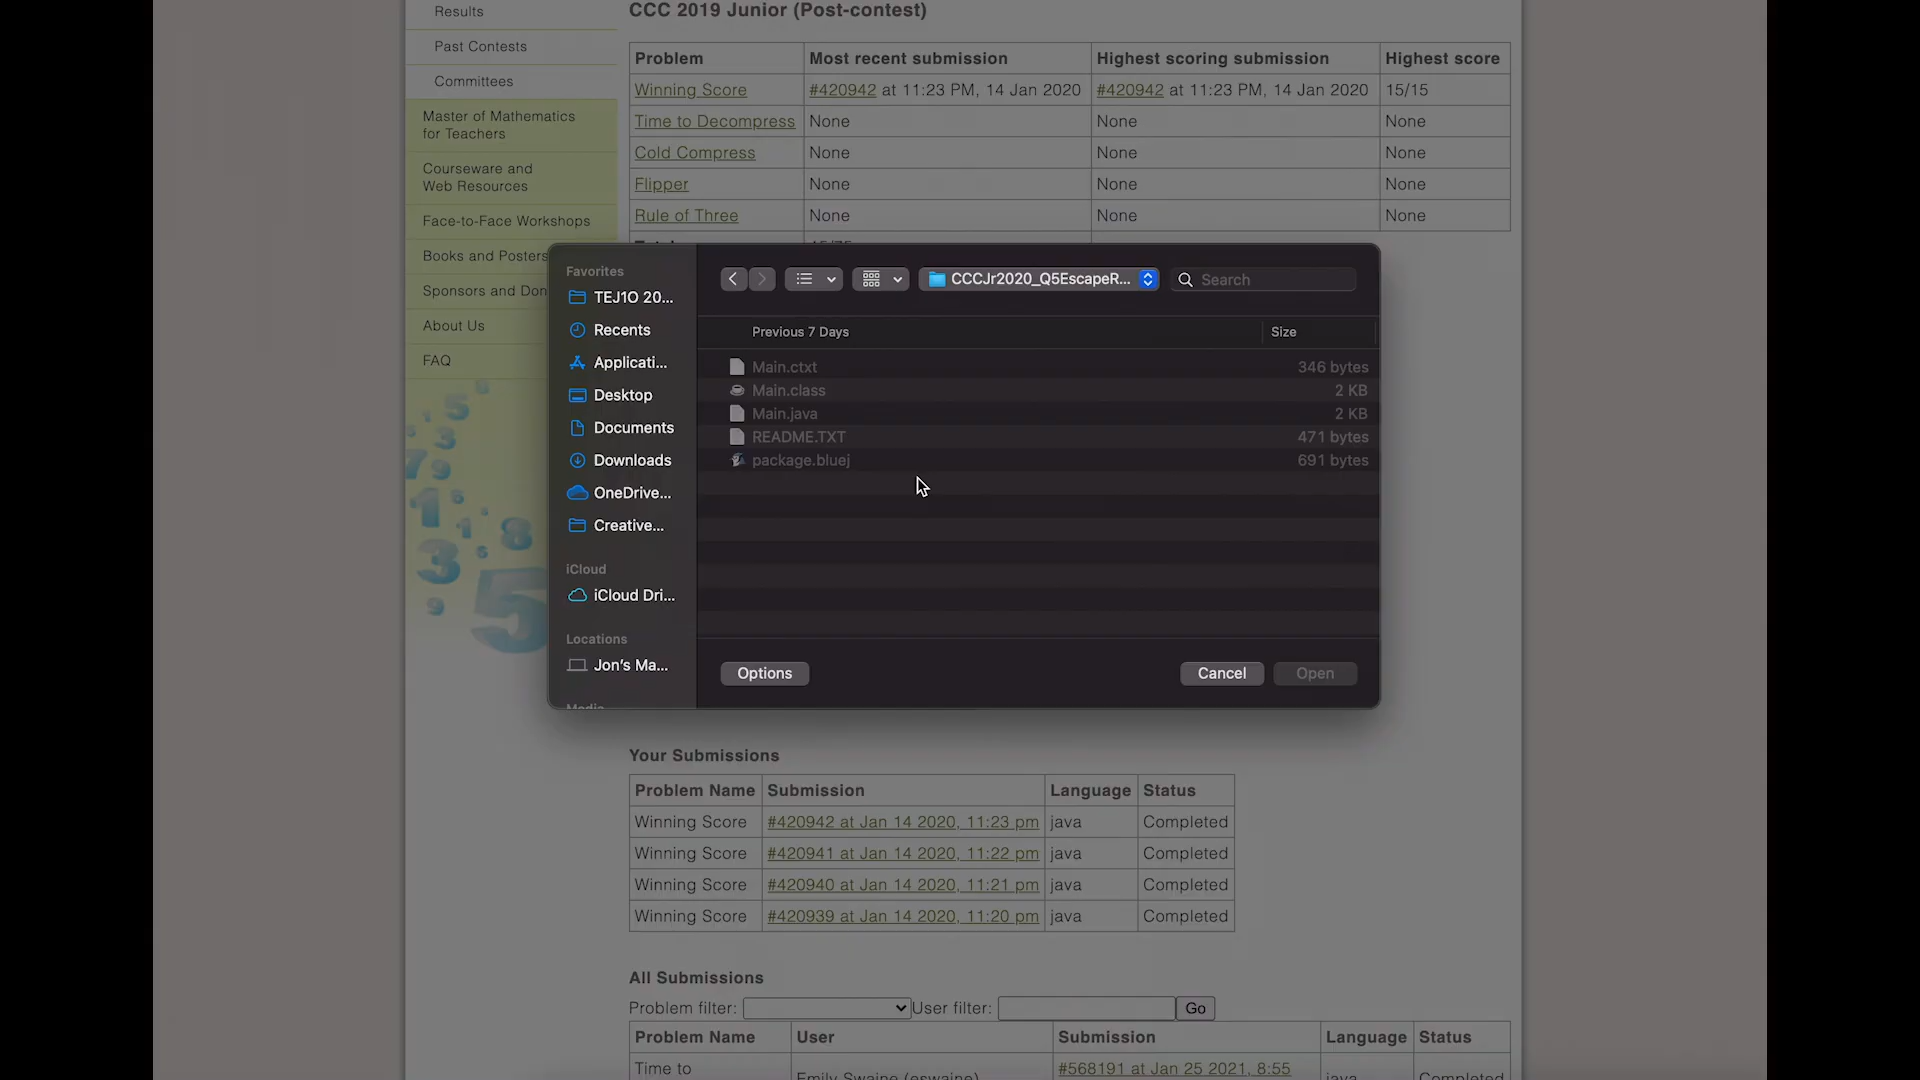 Results
Past Contests
Committees
Master of Mathematics
for Teachers
Courseware and
Web Resources
Face-to-Face Workshops
Books and Posters
Sponsors and Don
About Us
FAQ
CCC 2019 Junior (Post-contest)
Problem Most recent submission Highest scoring submission Highest score
Winning Score #420942 at 11:23 PM, 14 Jan 2020 #420942 at 11:23 PM, 14 Jan 2020 15/15
Time to Decompress None None None
Cold Compress None None None
Flipper None None None
Rule of Three None None None
Favorites
TEJ1O 20...
Recents
Applicati...
Desktop
Documents
Downloads
OneDrive...
Creative...
iCloud
iCloud Dri...
Locations
Jon's Ma...
Media
CCCJr2020_Q5EscapeR... Search
Previous 7 Days Size
Main.ctxt 346 bytes
Main.class 2 KB
Main.java 2 KB
README.TXT 471 bytes
package.bluej 691 bytes
Options Cancel Open
Your Submissions
Problem Name Submission Language Status
Winning Score #420942 at Jan 14 2020, 11:23 pm java Completed
Winning Score #420941 at Jan 14 2020, 11:22 pm java Completed
Winning Score #420940 at Jan 14 2020, 11:21 pm java Completed
Winning Score #420939 at Jan 14 2020, 11:20 pm java Completed
All Submissions
Problem filter: User filter: Go
Problem Name User Submission Language Status
Time to Emily Swaine (eswaine) #568191 at Jan 25 2021, 8:55 java Completed